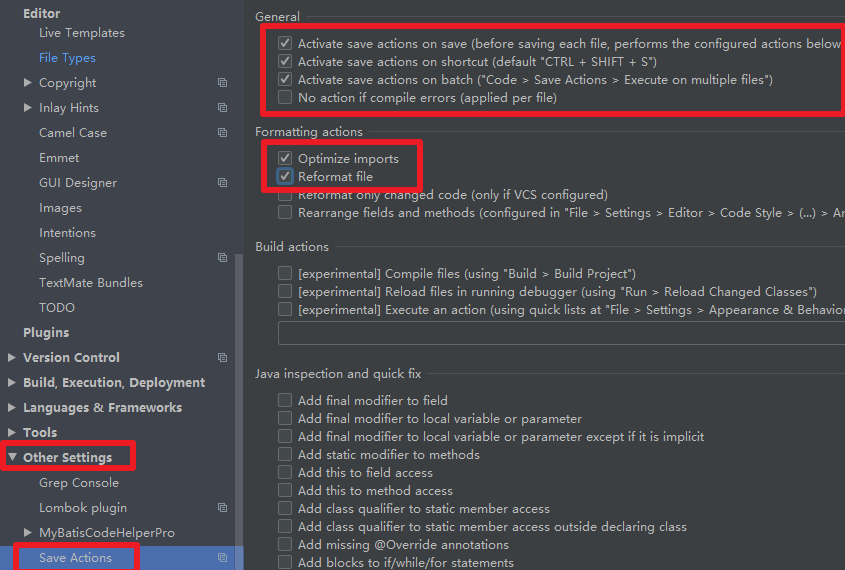 Editor
Live Templates
File Types
Copyright
Inlay Hints
Camel Case
Emmet
GUI Designer
Images
Intentions
Spelling
TextMate Bundles
TODO
Plugins
Version Control
Build, Execution, Deployment
Languages & Frameworks
Tools
Other Settings
Grep Console
Lombok plugin
MyBatisCodeHelperPro
Save Actions
General
Activate save actions on save (before saving each file, performs the configured actions below
Activate save actions on shortcut (default "CTRL + SHIFT + S")
Activate save actions on batch ("Code > Save Actions > Execute on multiple files")
No action if compile errors (applied per file)
Formatting actions
Optimize imports
Reformat file
Reformat only changed code (only if VCS configured)
Rearrange fields and methods (configured in "File > Settings > Editor > Code Style > (...) > Ar
Build actions
[experimental] Compile files (using "Build > Build Project")
[experimental] Reload files in running debugger (using "Run > Reload Changed Classes")
[experimental] Execute an action (using quick lists at "File > Settings > Appearance & Behavior
Java inspection and quick fix
Add final modifier to field
Add final modifier to local variable or parameter
Add final modifier to local variable or parameter except if it is implicit
Add static modifier to methods
Add this to field access
Add this to method access
Add class qualifier to static member access
Add class qualifier to static member access outside declaring class
Add missing @Override annotations
Add blocks to if/while/for statements